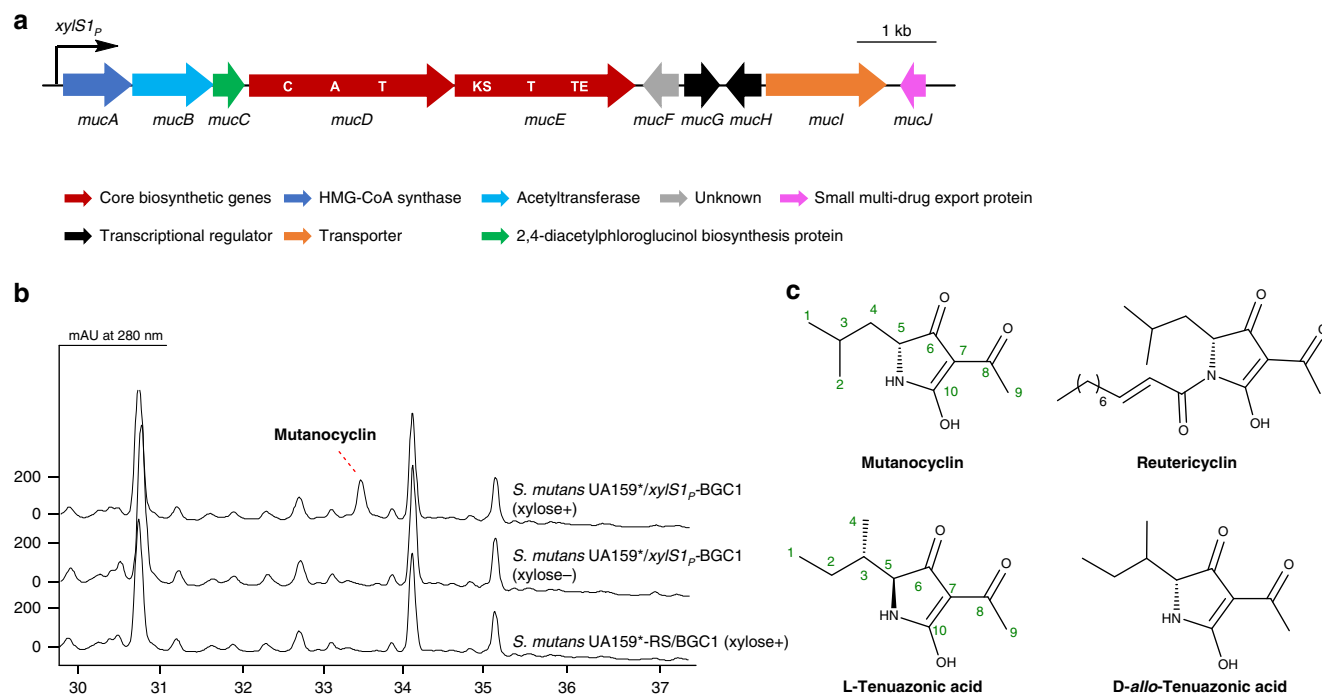 a
xylS1P
1 kb
C A T KS T TE
mucA mucB mucC mucD mucE mucF mucG mucH mucI mucJ
Core biosynthetic genes HMG-CoA synthase Acetyltransferase Unknown Small multi-drug export protein
Transcriptional regulator Transporter 2,4-diacetylphloroglucinol biosynthesis protein
b
mAU at 280 nm
Mutanocyclin
200
0
S. mutans UA159*/xylS1P-BGC1
(xylose+)
200
0
S. mutans UA159*/xylS1P-BGC1
(xylose–)
200
0
S. mutans UA159*-RS/BGC1 (xylose+)
30 31 32 33 34 35 36 37
c
1 2 3 4 5 6 7 8 9 10
O O HN OH
Mutanocyclin
O O N O OH 6
Reutericyclin
1 2 3 4 5 6 7 8 9 10
O O HN OH
L-Tenuazonic acid
O O NH OH
D-allo-Tenuazonic acid